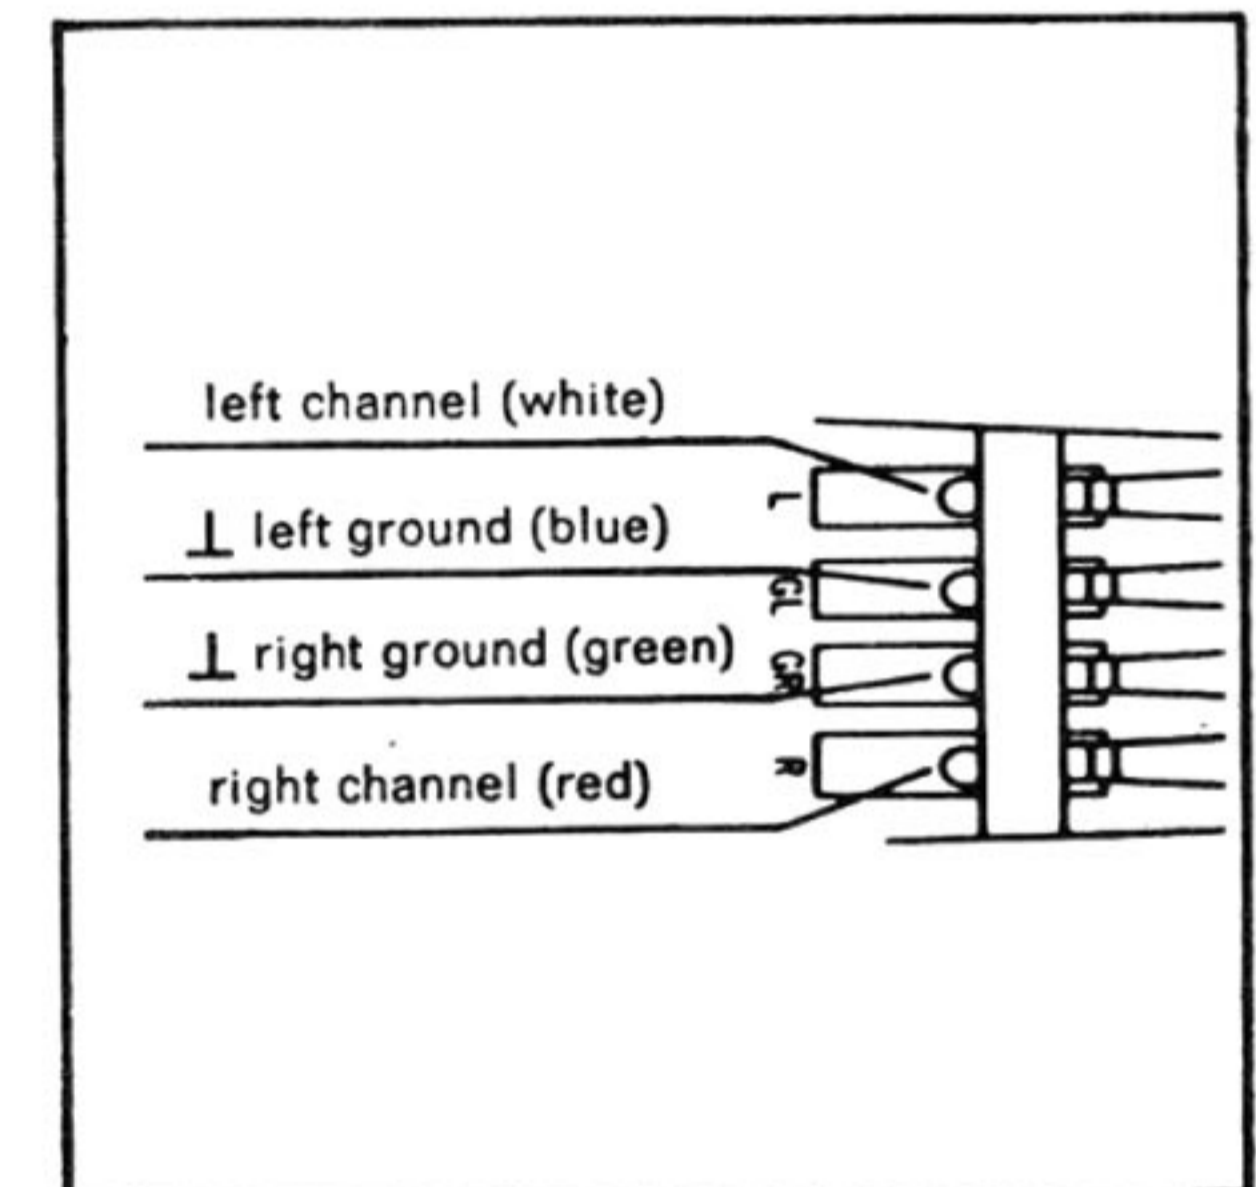 left channel (white)
L
⊥ left ground (blue)
GL
⊥ right ground (green)
GR
right channel (red)
R